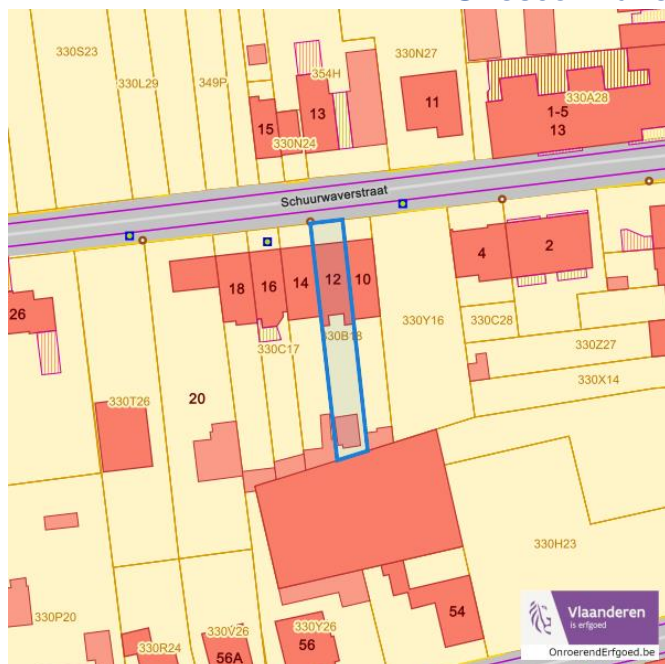 330S23
330L29
349P
354H
330N27
15
13
11
330N24
330A28
1-5
13
Schuurwaverstraat
26
18
16
14
12
10
4
2
330C17
330B18
330Y16
330C28
330Z27
330X14
330T26
20
330H23
330P20
330R24
330V26
56A
330Y26
56
54
Vlaanderen
is erfgoed
OnroerendErfgoed.be